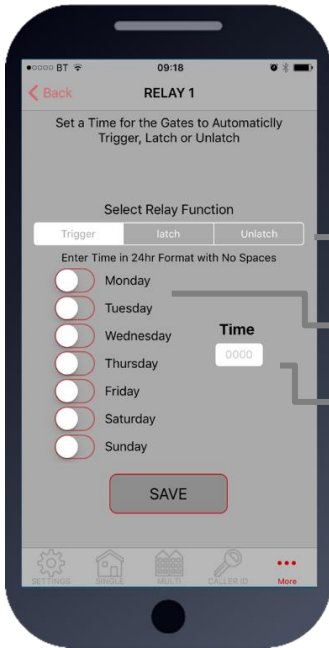 ●○○○○ BT 09:18
Back RELAY 1
Set a Time for the Gates to Automaticlly
Trigger, Latch or Unlatch
Select Relay Function
Trigger latch Unlatch
Enter Time in 24hr Format with No Spaces
Monday
Tuesday
Wednesday
Thursday
Friday
Saturday
Sunday
Time
0000
SAVE
SETTINGS SINGLE MULTI CALLER ID More